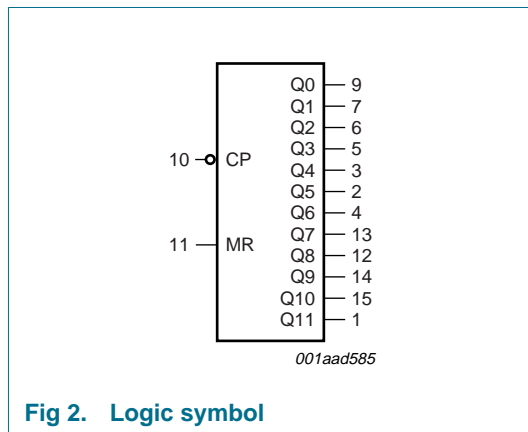 Q0 9
Q1 7
Q2 6
Q3 5
10 CP Q4 3
Q5 2
Q6 4
Q7 13
11 MR Q8 12
Q9 14
Q10 15
Q11 1
001aad585
Fig 2. Logic symbol